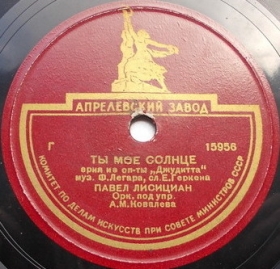 АПРЕЛЕВСКИЙ ЗАВОД
Г 15956
ТЫ МОЕ СОЛНЦЕ
ария из оп-ты „Джудитта"
муз. Ф. Легара, сл. Е. Геркена
ПАВЕЛ ЛИСИЦИАН
Орк. под упр.
А. М. Ковалева
КОМИТЕТ ПО ДЕЛАМ ИСКУССТВ ПРИ СОВЕТЕ МИНИСТРОВ СССР